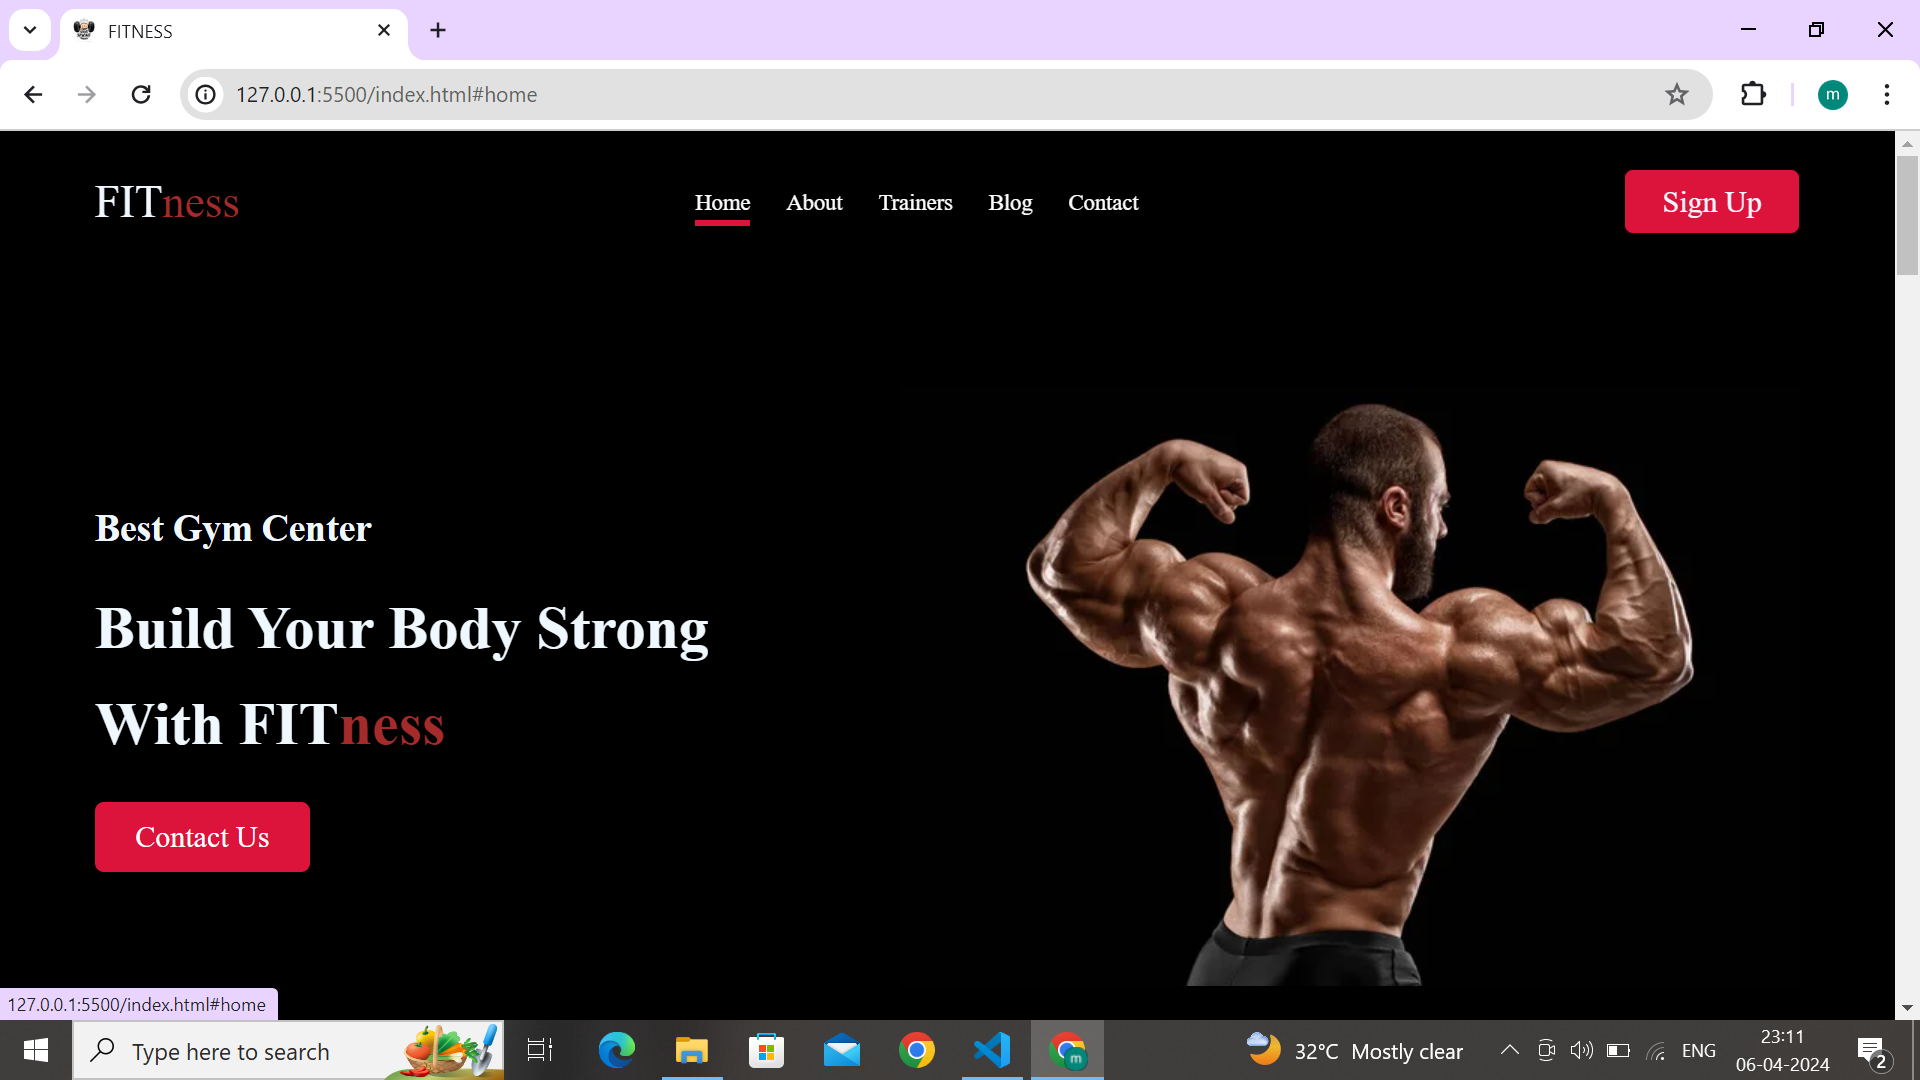 FITNESS
127.0.0.1:5500/index.html#home
m
FITness
Home About Trainers Blog Contact
Sign Up
Best Gym Center
Build Your Body Strong
With FITness
Contact Us
127.0.0.1:5500/index.html#home
Type here to search
m
32°C Mostly clear
ENG
23:11
06-04-2024
2